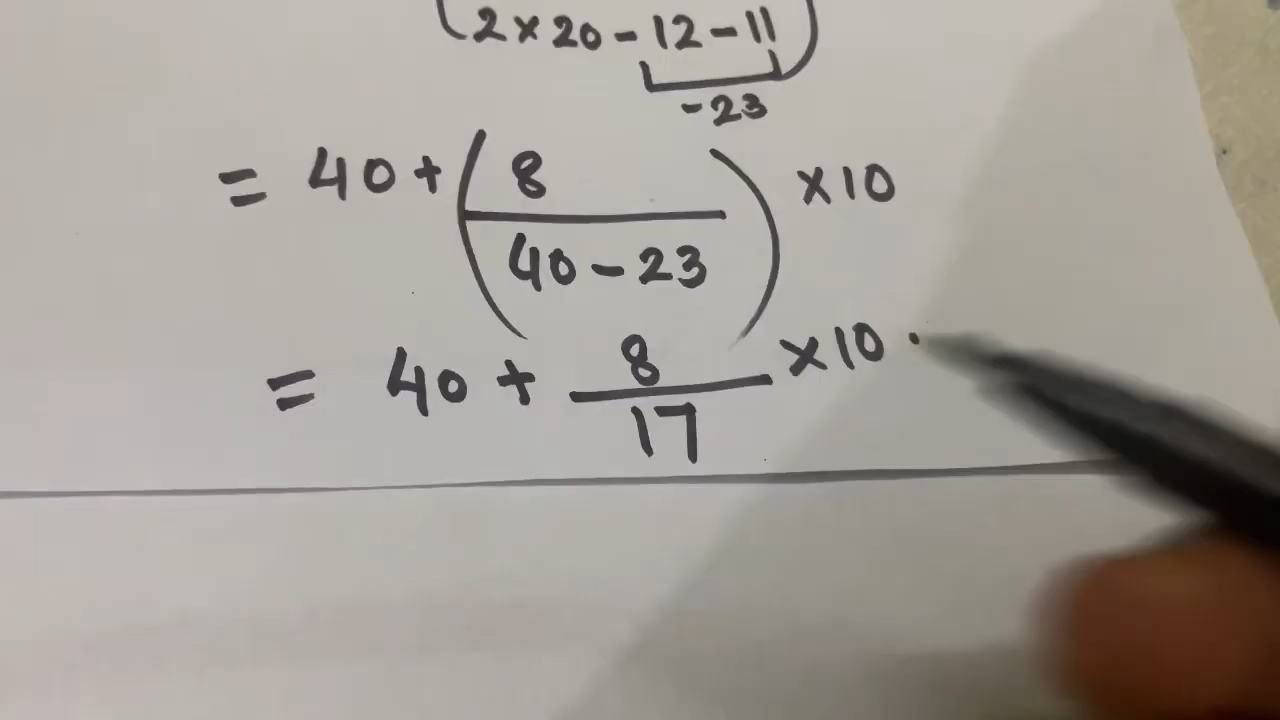 (2×20-12-11)
-23
= 40+(8/(40-23))×10
= 40 + 8/17 ×10